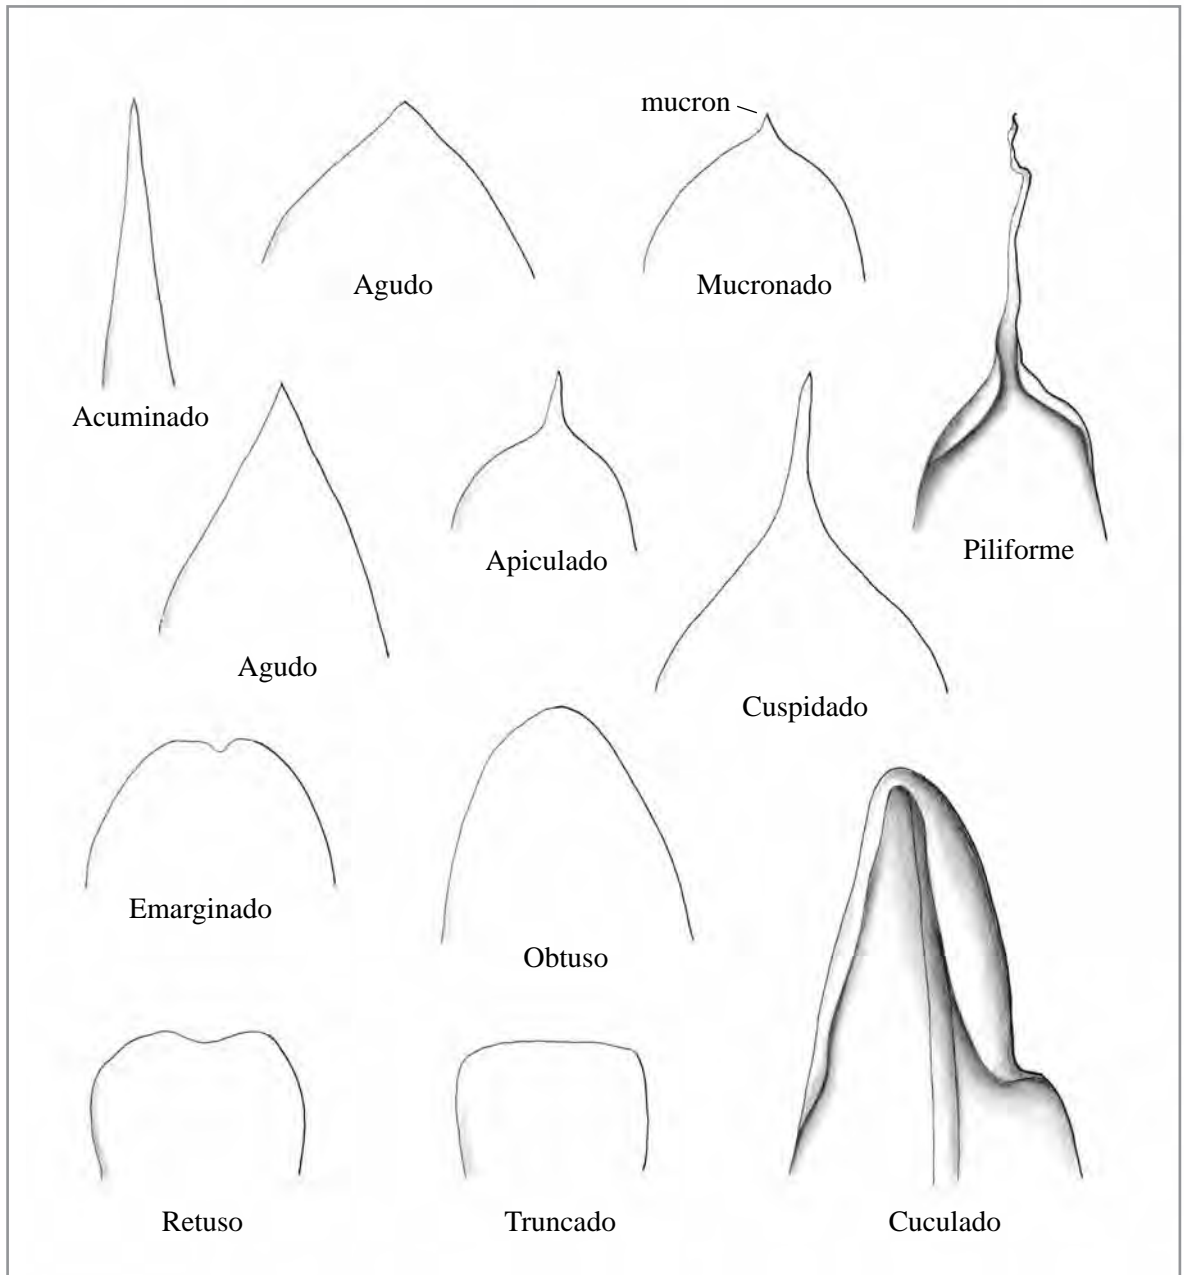 mucron
Agudo
Mucronado
Acuminado
Piliforme
Apiculado
Agudo
Cuspidado
Emarginado
Obtuso
Retuso
Truncado
Cuculado